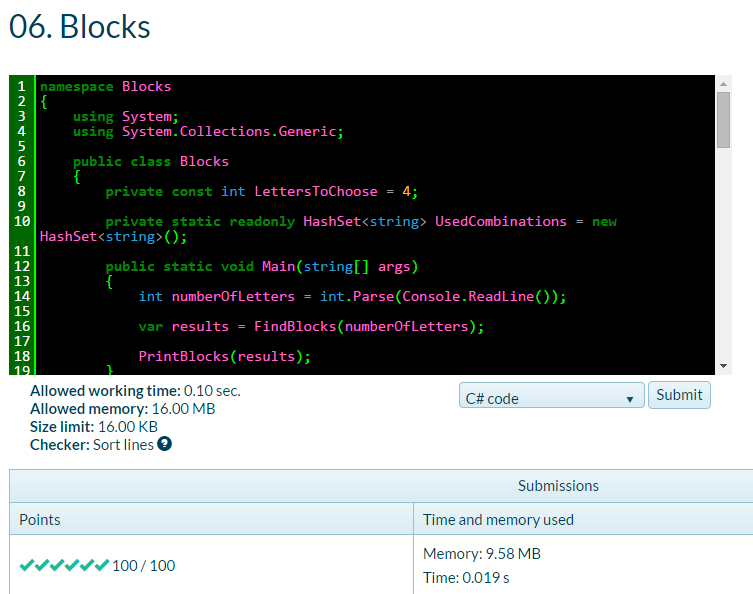 06. Blocks
1 namespace Blocks
2 {
3 using System;
4 using System.Collections.Generic;
5
6 public class Blocks
7 {
8 private const int LettersToChoose = 4;
9
10 private static readonly HashSet<string> UsedCombinations = new
HashSet<string>();
11
12 public static void Main(string[] args)
13 {
14 int numberOfLetters = int.Parse(Console.ReadLine());
15
16 var results = FindBlocks(numberOfLetters);
17
18 PrintBlocks(results);
19 }
Allowed working time: 0.10 sec.
Allowed memory: 16.00 MB
Size limit: 16.00 KB
Checker: Sort lines ?
C# code
Submit
Submissions
Points
Time and memory used
100 / 100
Memory: 9.58 MB
Time: 0.019 s